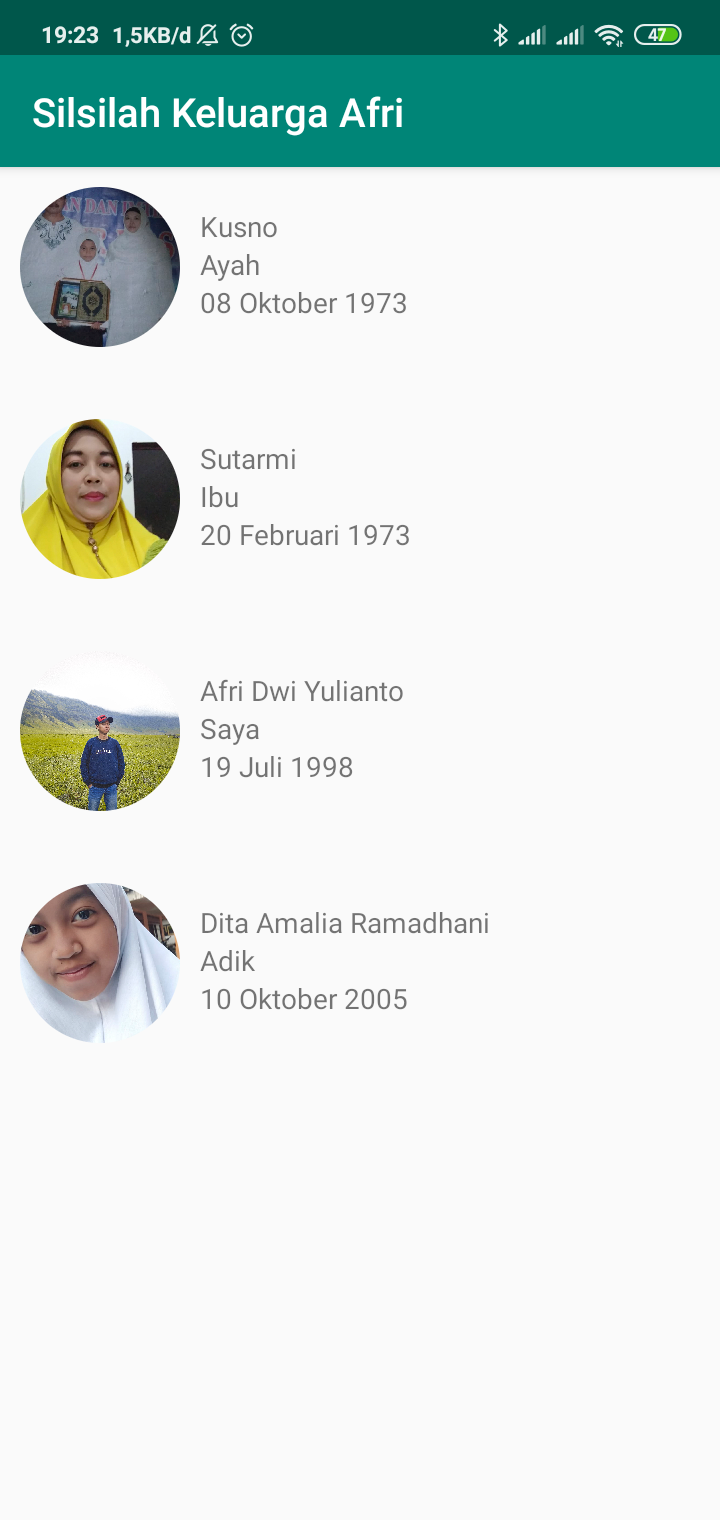 19:23 1,5KB/d 47
Silsilah Keluarga Afri
Kusno
Ayah
08 Oktober 1973
Sutarmi
Ibu
20 Februari 1973
Afri Dwi Yulianto
Saya
19 Juli 1998
Dita Amalia Ramadhani
Adik
10 Oktober 2005